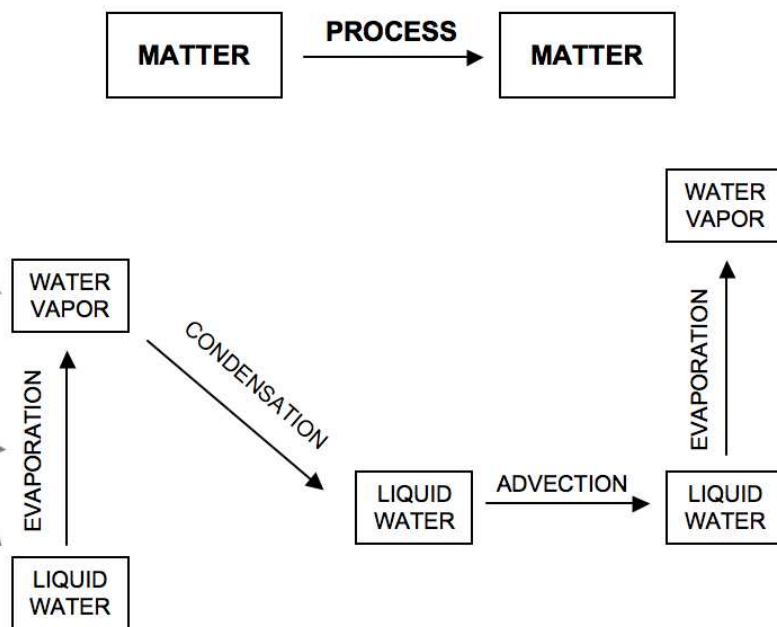 PROCESS
MATTER
MATTER
WATER
VAPOR
WATER
VAPOR
CONDENSATION
EVAPORATION
EVAPORATION
LIQUID
WATER
ADVECTION
LIQUID
WATER
LIQUID
WATER